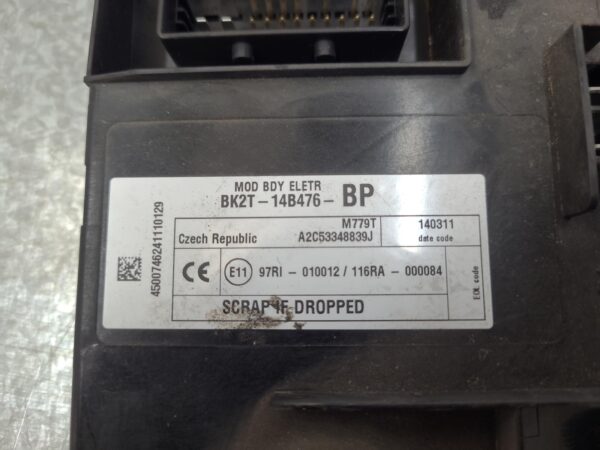 MOD BDY ELETR
BK2T-14B476- BP
M779T
140311
Czech Republic A2C53348839J
date code
CE E11 97RI - 010012 / 116RA - 000084
EOL code
SCRAP IF DROPPED
4500746241110129